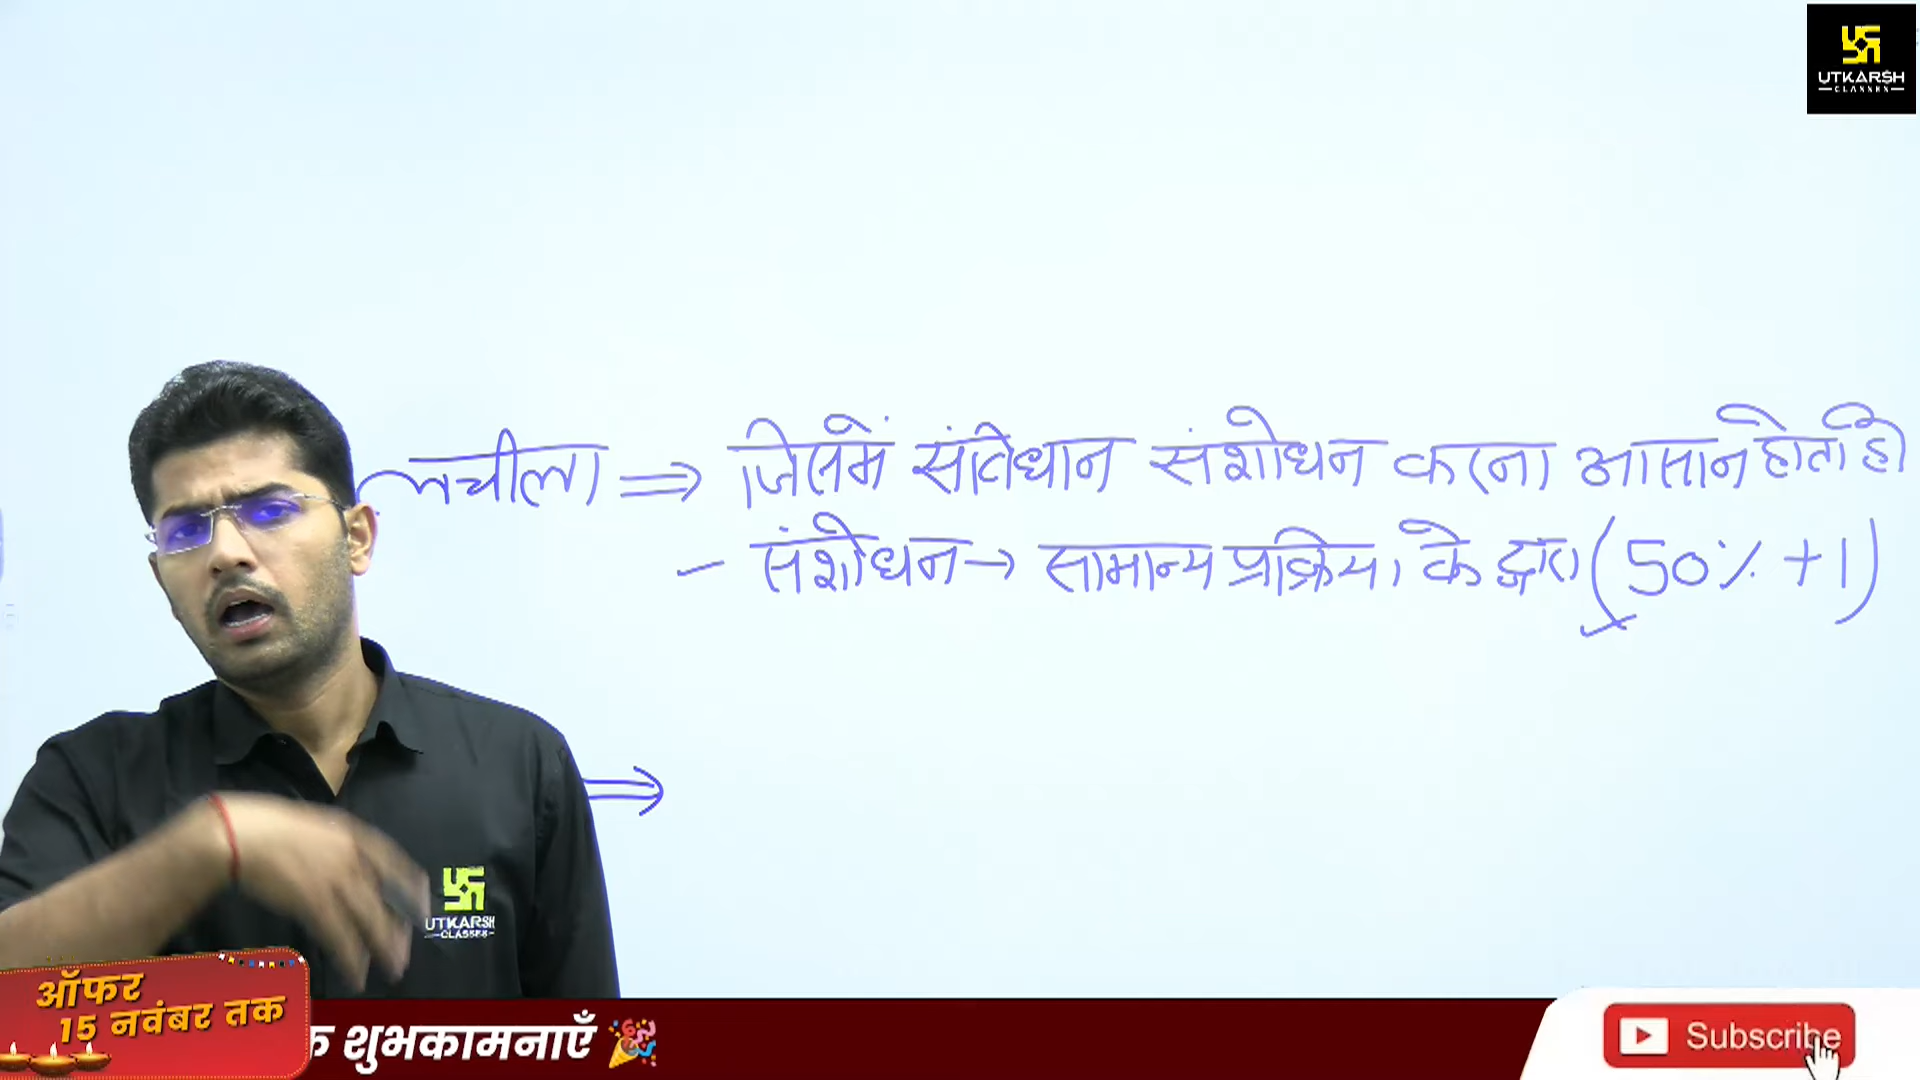 UTKARSH
CLASSES
लचीला ⇒ जिसमें संविधान संशोधन करना आसान होता हो
- संशोधन → सामान्य प्रक्रिया के द्वारा (50% + 1)
⇒
UTKARSH
CLASSES
ऑफर
15 नवंबर तक
शुभकामनाएँ 🎉
Subscribe